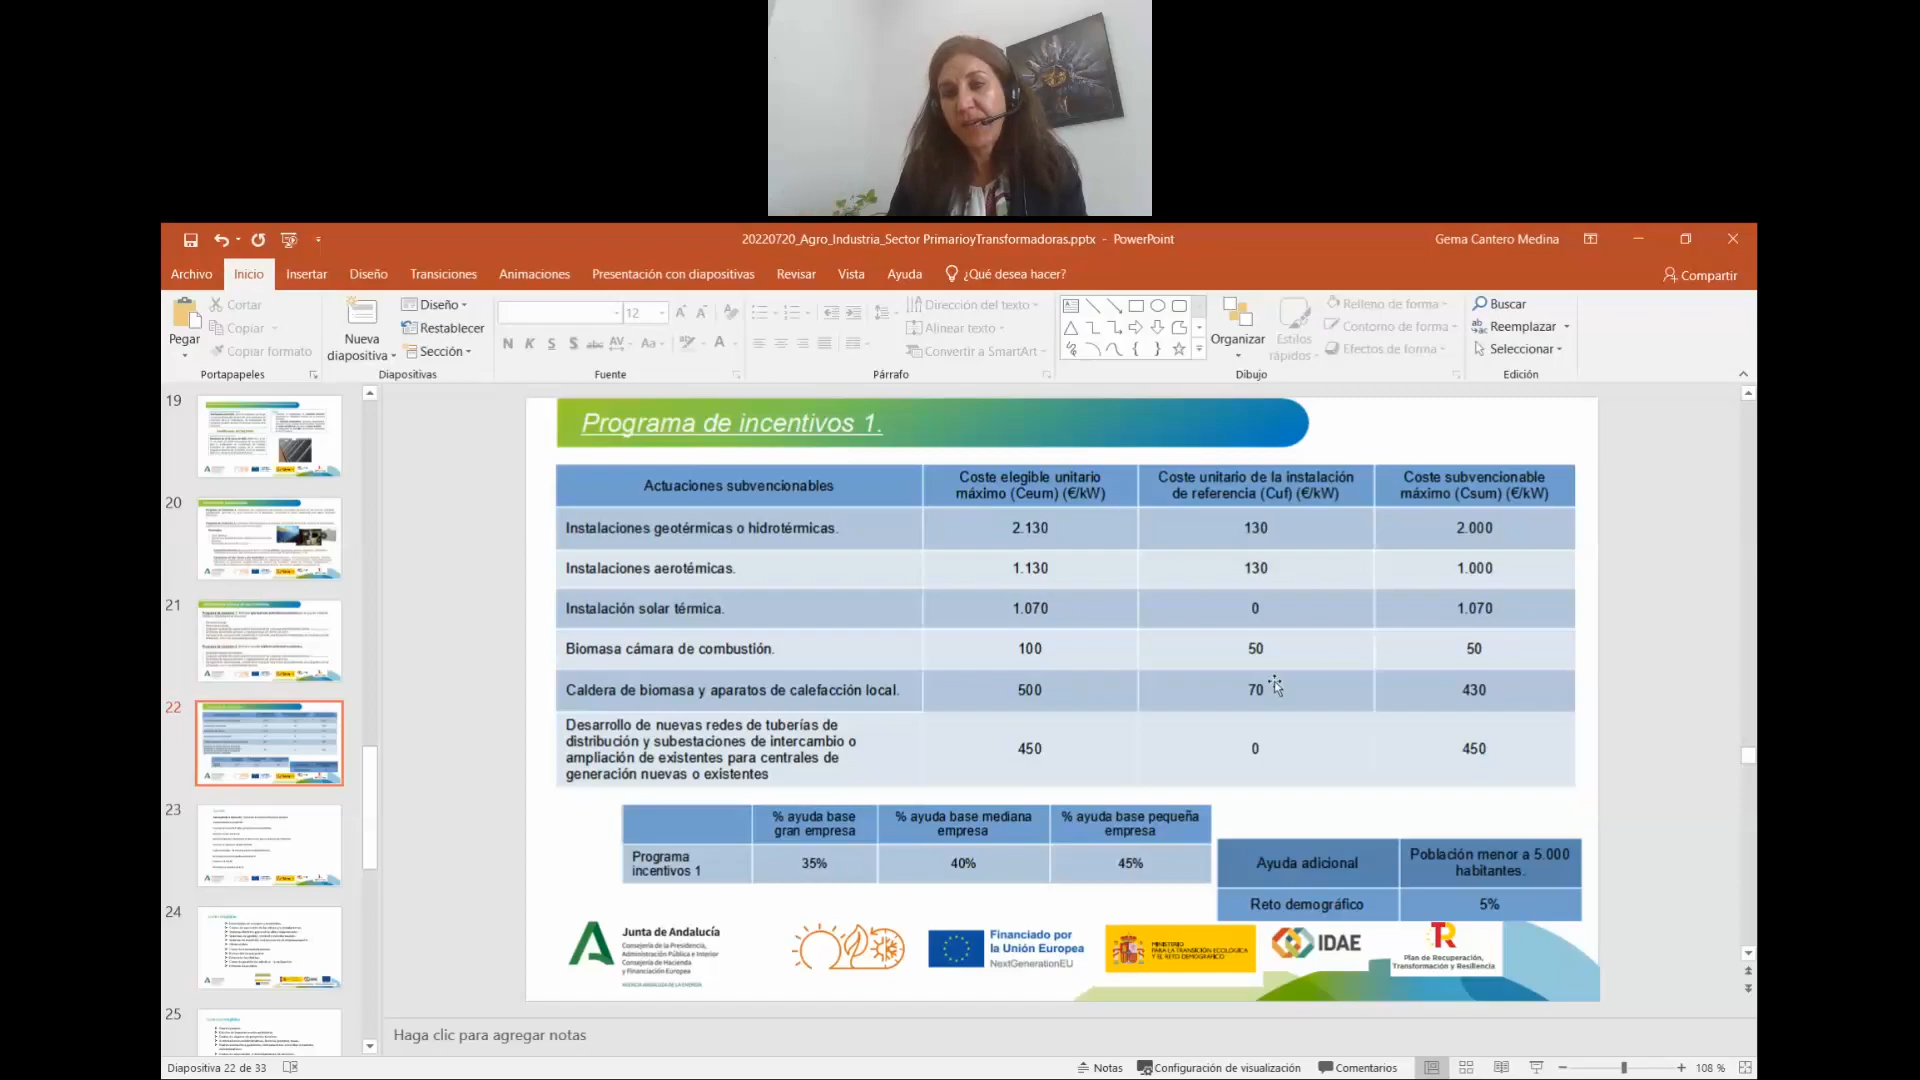 20220720_Agro_Industria_Sector PrimarioyTransformadoras.pptx - PowerPoint
Gema Cantero Medina
Archivo Inicio Insertar Diseño Transiciones Animaciones Presentación con diapositivas Revisar Vista Ayuda ¿Qué desea hacer? Compartir
Pegar
Cortar
Copiar
Copiar formato
Portapapeles
Nueva
diapositiva
Diseño
Restablecer
Sección
Diapositivas
12
N K S S abc AV Aa A
Fuente
Dirección del texto
Alinear texto
Convertir a SmartArt
Párrafo
Organizar
Estilos
rápidos
Relleno de forma
Contorno de forma
Efectos de forma
Dibujo
Buscar
Reemplazar
Seleccionar
Edición
19
20
21
22
23
24
25
Programa de incentivos 1.
Actuaciones subvencionables
Coste elegible unitario
máximo (Ceum) (€/kW)
Coste unitario de la instalación
de referencia (Cuf) (€/kW)
Coste subvencionable
máximo (Csum) (€/kW)
Instalaciones geotérmicas o hidrotérmicas. 2.130 130 2.000
Instalaciones aerotémicas. 1.130 130 1.000
Instalación solar térmica. 1.070 0 1.070
Biomasa cámara de combustión. 100 50 50
Caldera de biomasa y aparatos de calefacción local. 500 70 430
Desarrollo de nuevas redes de tuberías de
distribución y subestaciones de intercambio o
ampliación de existentes para centrales de
generación nuevas o existentes
450 0 450
% ayuda base
gran empresa
% ayuda base mediana
empresa
% ayuda base pequeña
empresa
Programa
incentivos 1
35% 40% 45%
Ayuda adicional
Población menor a 5.000
habitantes.
Reto demográfico 5%
Junta de Andalucía
Consejería de la Presidencia,
Administración Pública e Interior
Consejería de Hacienda
y Financiación Europea
AGENCIA ANDALUZA DE LA ENERGÍA
Financiado por
la Unión Europea
NextGenerationEU
MINISTERIO
PARA LA TRANSICIÓN ECOLÓGICA
Y EL RETO DEMOGRÁFICO
IDAE
Plan de Recuperación,
Transformación y Resiliencia
Haga clic para agregar notas
Diapositiva 22 de 33
Notas Configuración de visualización Comentarios 108 %